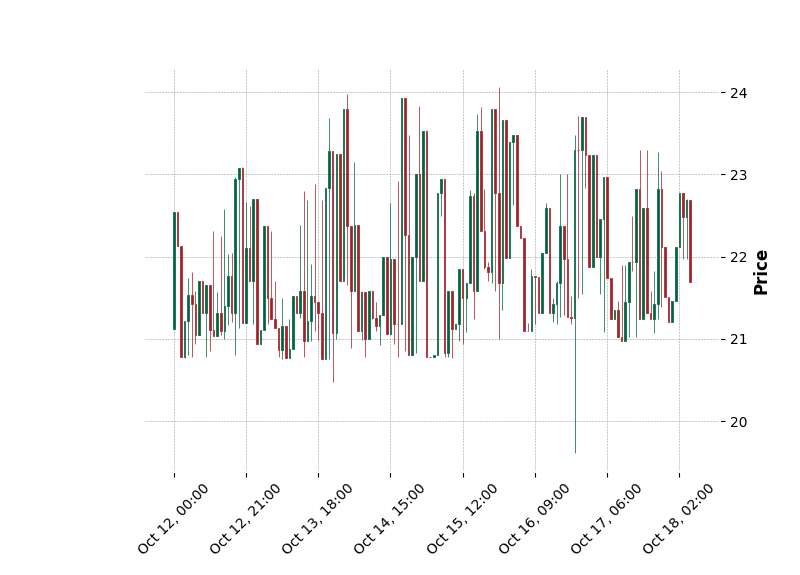 24
23
22
21
20
Price
Oct 12, 00:00
Oct 12, 21:00
Oct 13, 18:00
Oct 14, 15:00
Oct 15, 12:00
Oct 16, 09:00
Oct 17, 06:00
Oct 18, 02:00